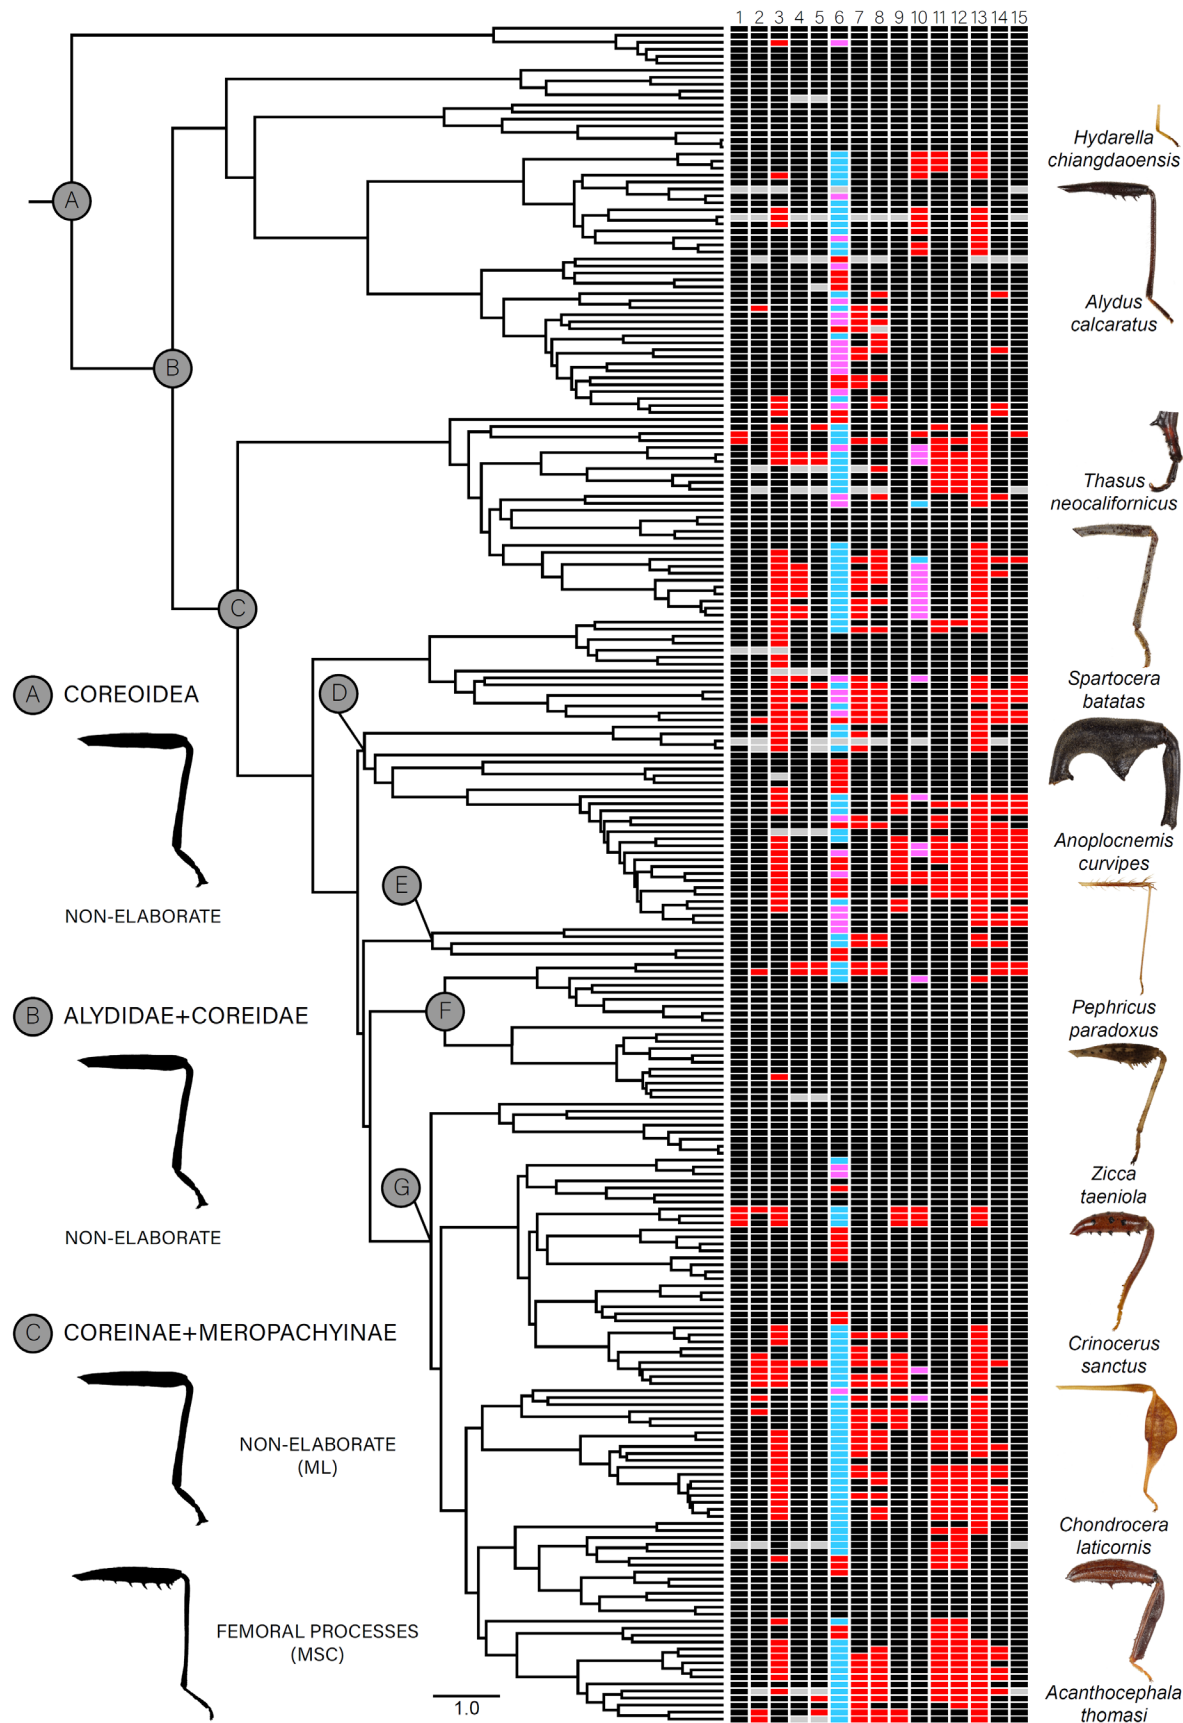 1 2 3 4 5 6 7 8 9 10 11 12 13 14 15
Hydarella
chiangdaoensis
A
Alydus
calcaratus
B
Thasus
neocalifornicus
C
Spartocera
batatas
D
A COREOIDEA
Anoplocnemis
curvipes
E
NON-ELABORATE
Pephricus
paradoxus
F
B ALYDIDAE+COREIDAE
Zicca
taeniola
G
NON-ELABORATE
C COREINAE+MEROPACHYINAE
Crinocerus
sanctus
NON-ELABORATE
(ML)
Chondrocera
laticornis
FEMORAL PROCESSES
(MSC)
Acanthocephala
thomasi
1.0